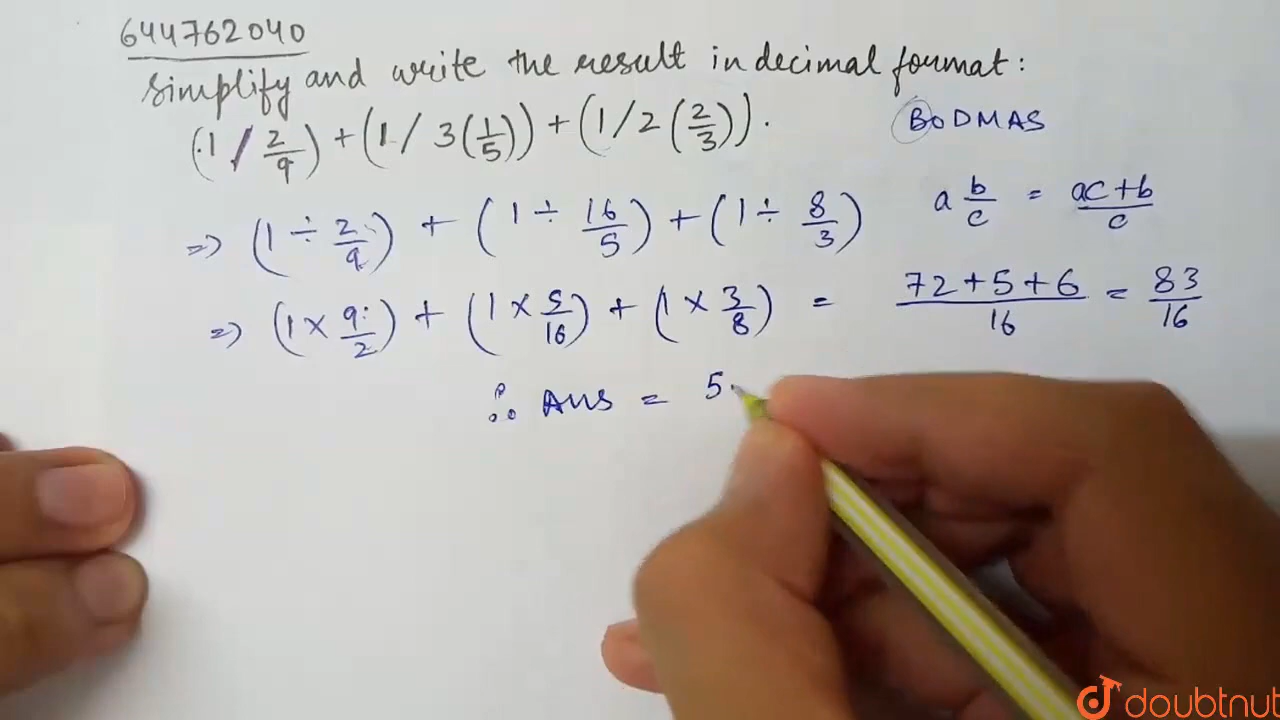 644762040
simplify and write the result in decimal format :
(1 / 2/9) + (1 / 3(1/5)) + (1/2(2/3)).
BODMAS
=> (1 ÷ 2/9) + (1 ÷ 16/5) + (1 ÷ 8/3)
a b/c = ac+b/c
=> (1 × 9/2) + (1 × 5/16) + (1 × 3/8) = 72+5+6/16 = 83/16
∴ Ans = 5.
doubtnut